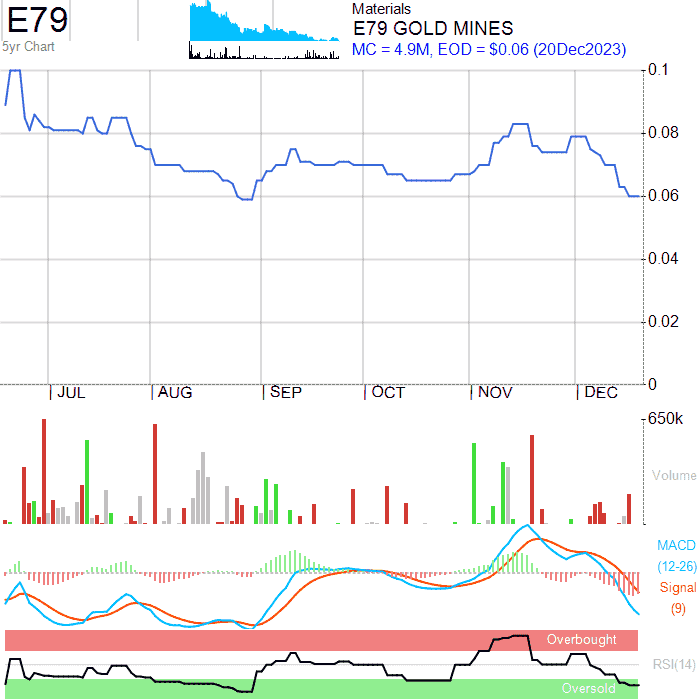 E79
5yr Chart
Materials
E79 GOLD MINES
MC = 4.9M, EOD = $0.06 (20Dec2023)
0.1
0.08
0.06
0.04
0.02
0
JUL AUG SEP OCT NOV DEC
650k
Volume
MACD
(12-26)
Signal
(9)
Overbought
RSI(14)
Oversold